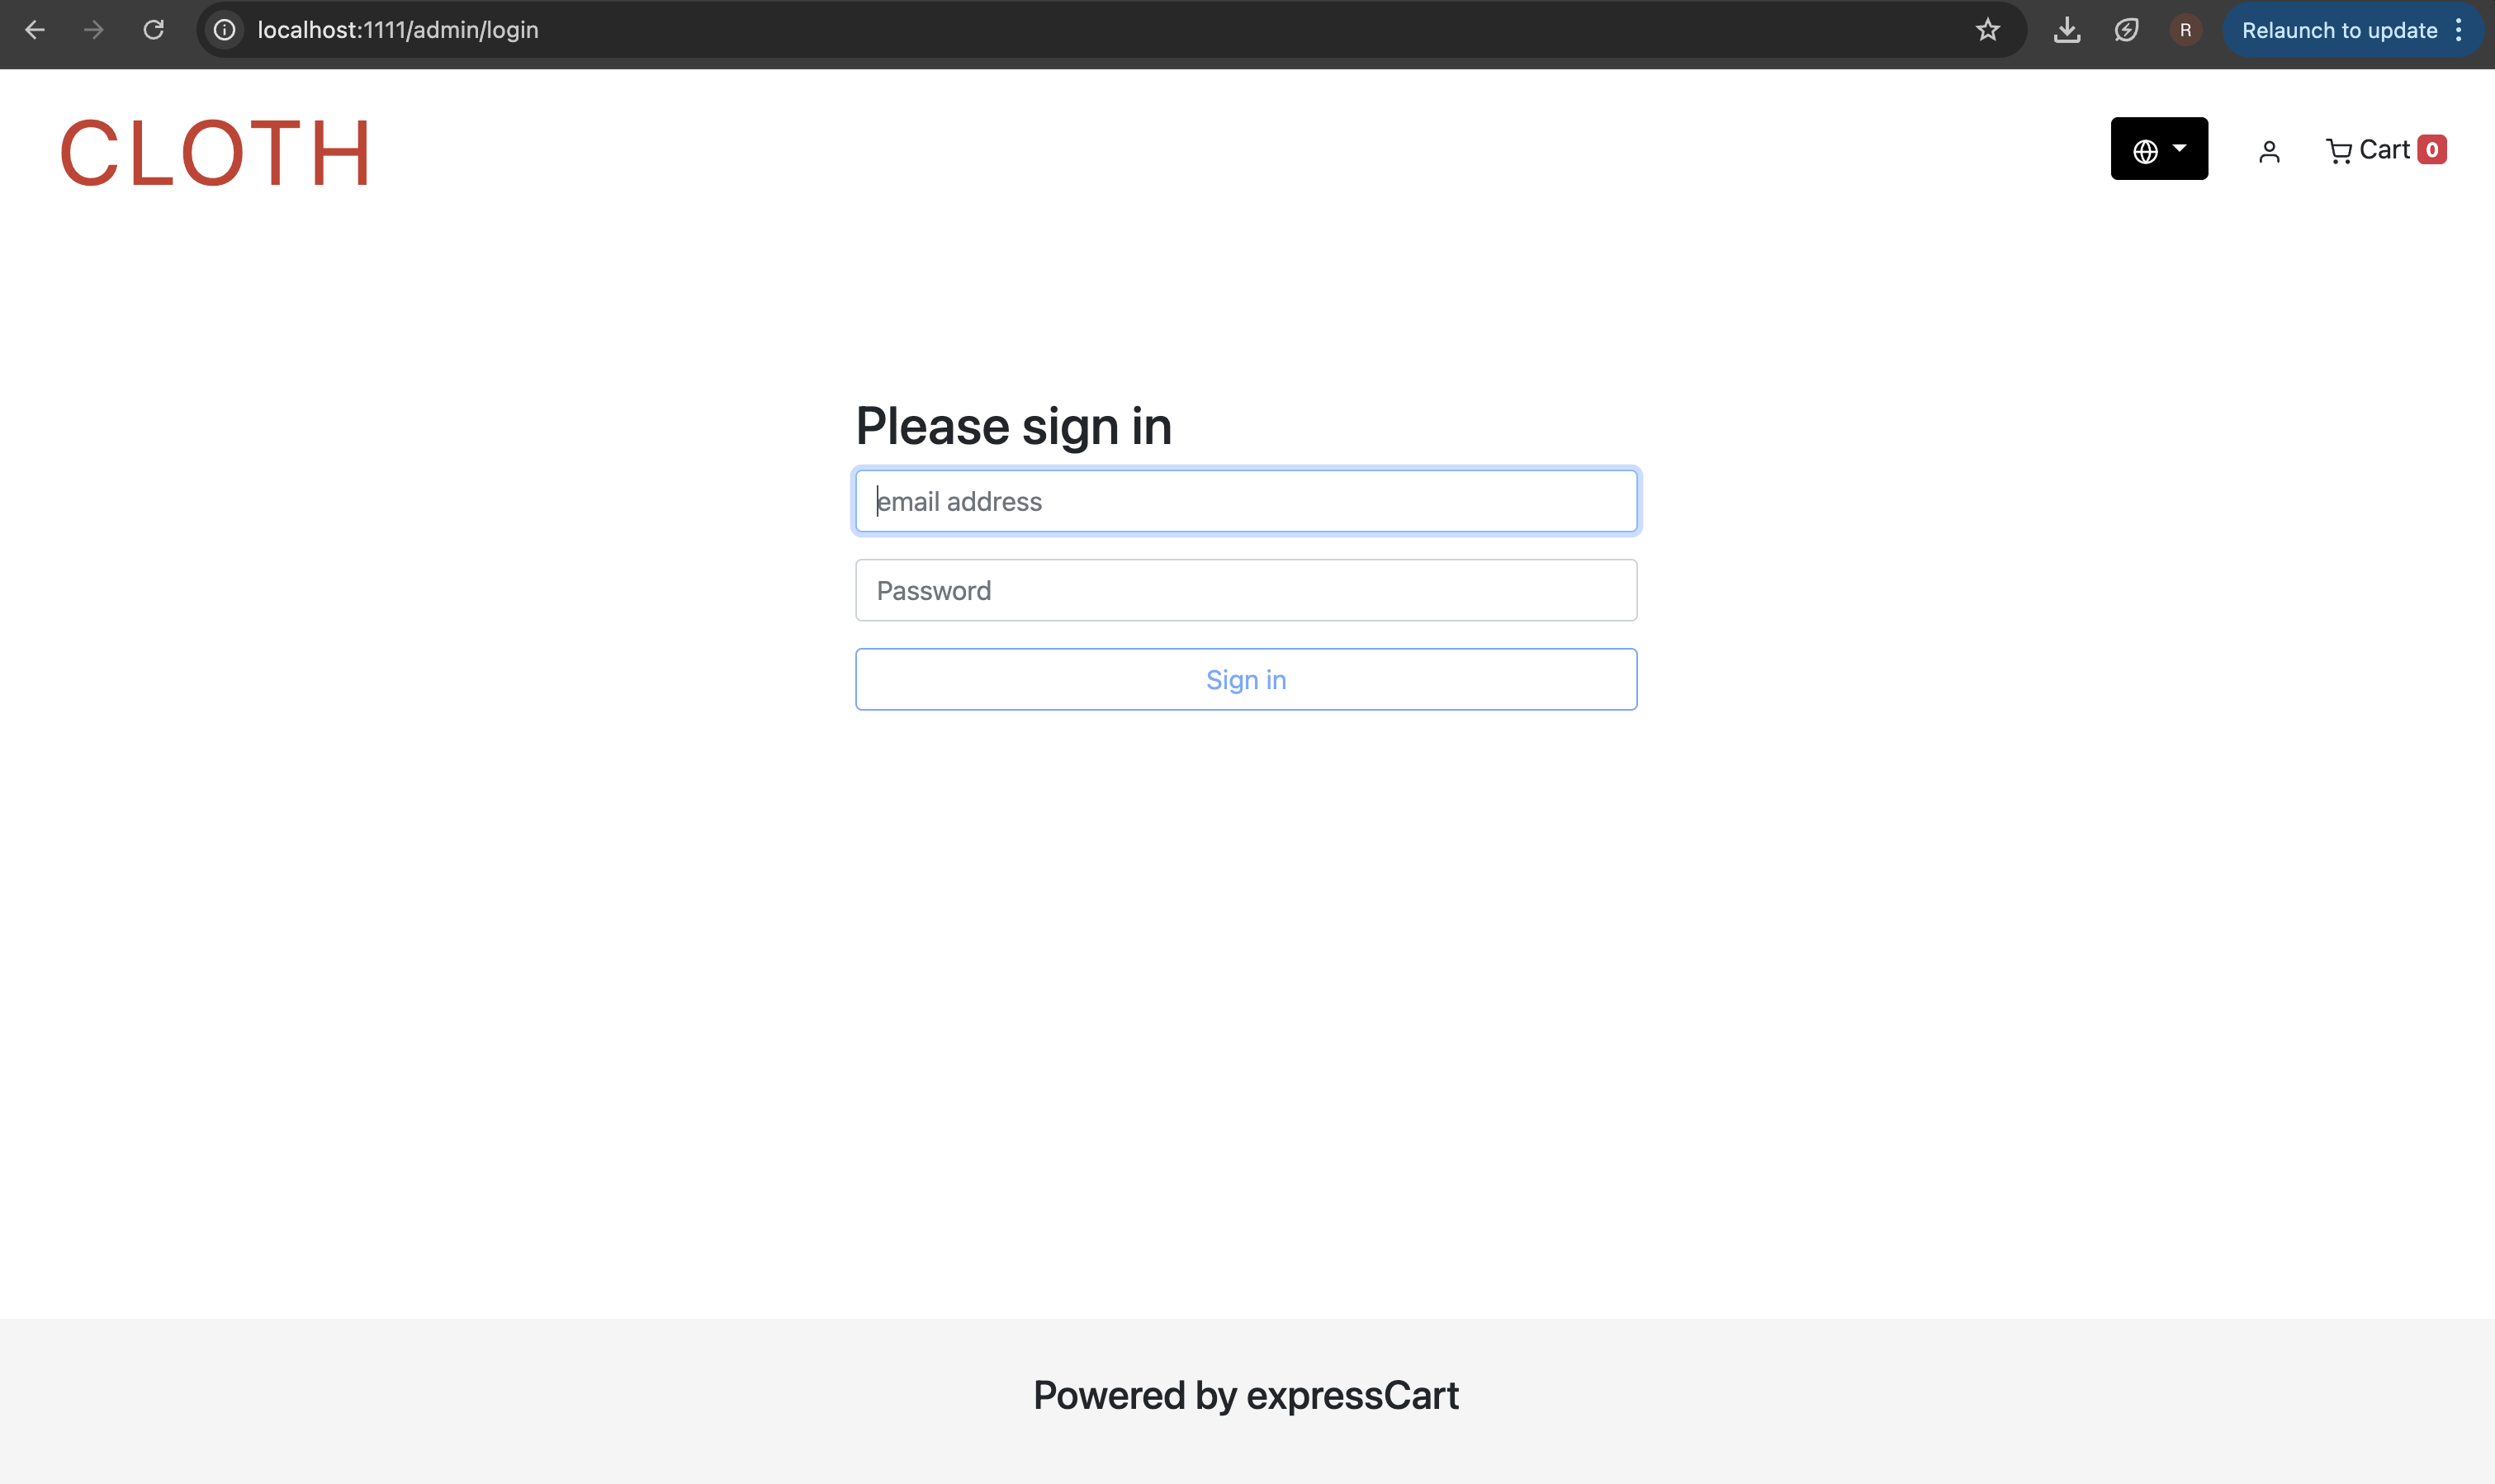 localhost:1111/admin/login
R
Relaunch to update
CLOTH
Cart 0
Please sign in
email address
Password
Sign in
Powered by expressCart